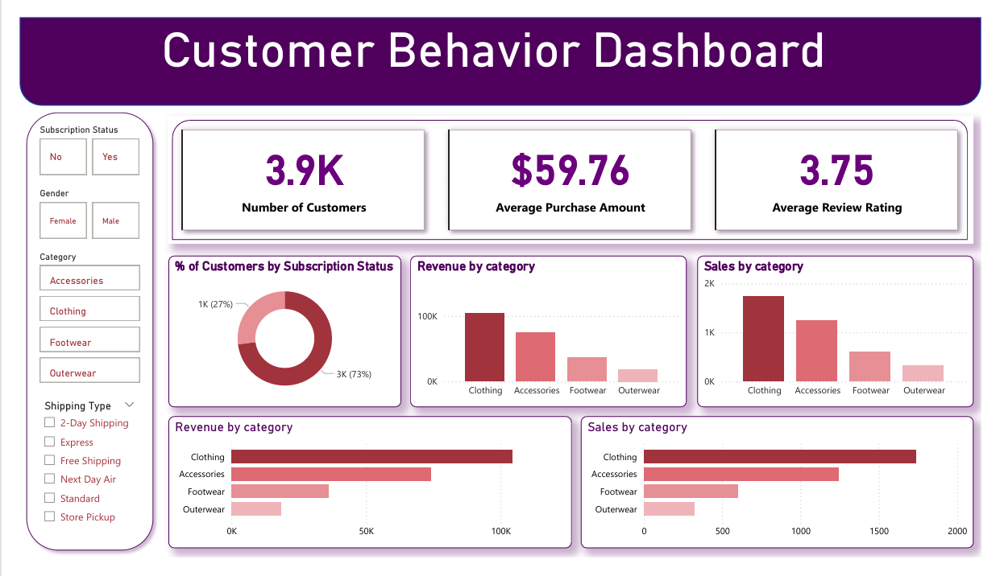 Customer Behavior Dashboard
Subscription Status
No Yes
Gender
Female Male
Category
Accessories
Clothing
Footwear
Outerwear
Shipping Type
2-Day Shipping
Express
Free Shipping
Next Day Air
Standard
Store Pickup
3.9K
Number of Customers
$59.76
Average Purchase Amount
3.75
Average Review Rating
% of Customers by Subscription Status
1K (27%)
3K (73%)
Revenue by category
100K
0K
Clothing Accessories Footwear Outerwear
Sales by category
2K
1K
0K
Clothing Accessories Footwear Outerwear
Revenue by category
Clothing
Accessories
Footwear
Outerwear
0K 50K 100K
Sales by category
Clothing
Accessories
Footwear
Outerwear
0 500 1000 1500 2000